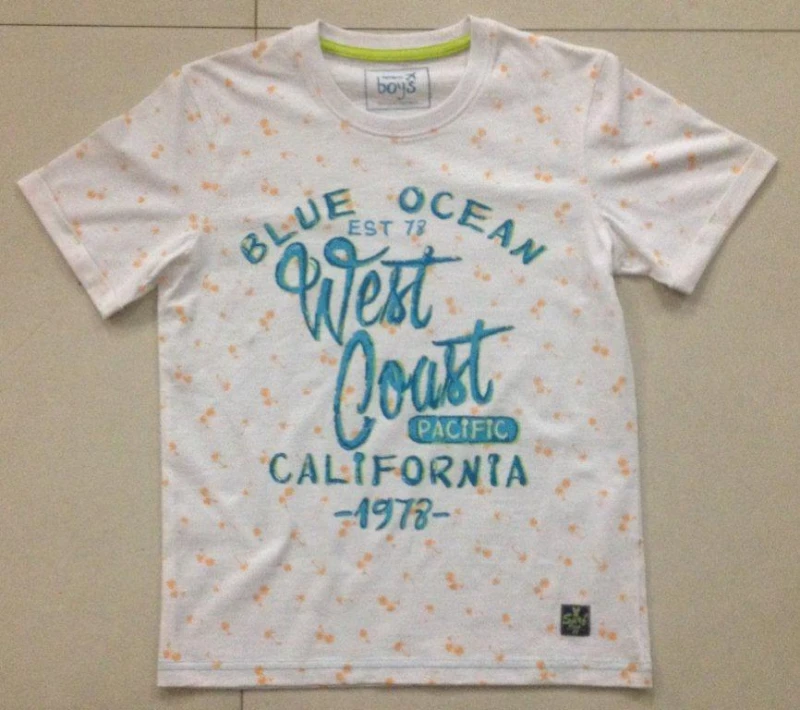 boys
BLUE OCEAN
EST 78
West
Coast
PACIFIC
CALIFORNIA
-1978-